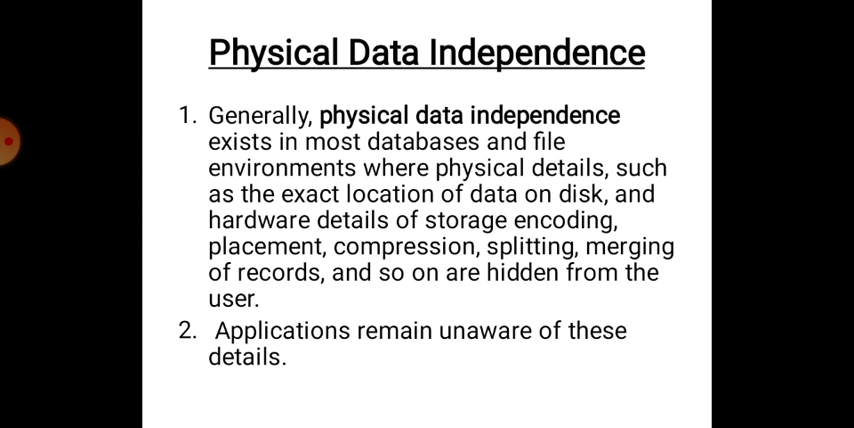 Physical Data Independence
1. Generally, physical data independence
exists in most databases and file
environments where physical details, such
as the exact location of data on disk, and
hardware details of storage encoding,
placement, compression, splitting, merging
of records, and so on are hidden from the
user.
2. Applications remain unaware of these
details.